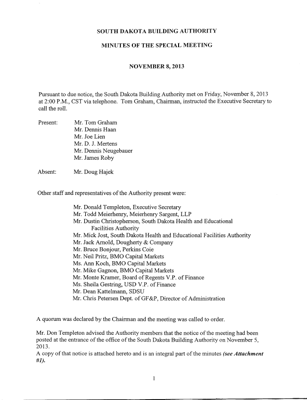 SOUTH DAKOTA BUILDING AUTHORITY
MINUTES OF THE SPECIAL MEETING
NOVEMBER 8, 2013
Pursuant to due notice, the South Dakota Building Authority met on Friday, November 8, 2013
at 2:00 P.M., CST via telephone. Tom Graham, Chairman, instructed the Executive Secretary to
call the roll.
Present: Mr. Tom Graham
Mr. Dennis Haan
Mr. Joe Lien
Mr. D. J. Mertens
Mr. Dennis Neugebauer
Mr. James Roby
Absent: Mr. Doug Hajek
Other staff and representatives of the Authority present were:
Mr. Donald Templeton, Executive Secretary
Mr. Todd Meierhenry, Meierhenry Sargent, LLP
Mr. Dustin Christopherson, South Dakota Health and Educational
Facilities Authority
Mr. Mick Jost, South Dakota Health and Educational Facilities Authority
Mr. Jack Arnold, Dougherty & Company
Mr. Bruce Bonjour, Perkins Coie
Mr. Neil Pritz, BMO Capital Markets
Ms. Ann Koch, BMO Capital Markets
Mr. Mike Gagnon, BMO Capital Markets
Mr. Monte Kramer, Board of Regents V.P. of Finance
Ms. Sheila Gestring, USD V.P. of Finance
Mr. Dean Kattelmann, SDSU
Mr. Chris Petersen Dept. of GF&P, Director of Administration
A quorum was declared by the Chairman and the meeting was called to order.
Mr. Don Templeton advised the Authority members that the notice of the meeting had been
posted at the entrance of the office of the South Dakota Building Authority on November 5,
2013.
A copy of that notice is attached hereto and is an integral part of the minutes (see Attachment
#1).
1